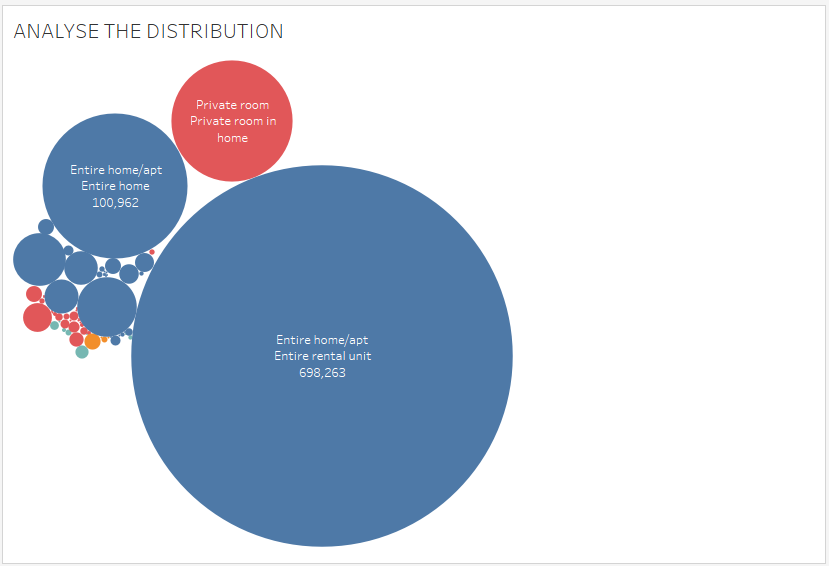 ANALYSE THE DISTRIBUTION
Private room
Private room in
home
Entire home/apt
Entire home
100,962
Entire home/apt
Entire rental unit
698,263